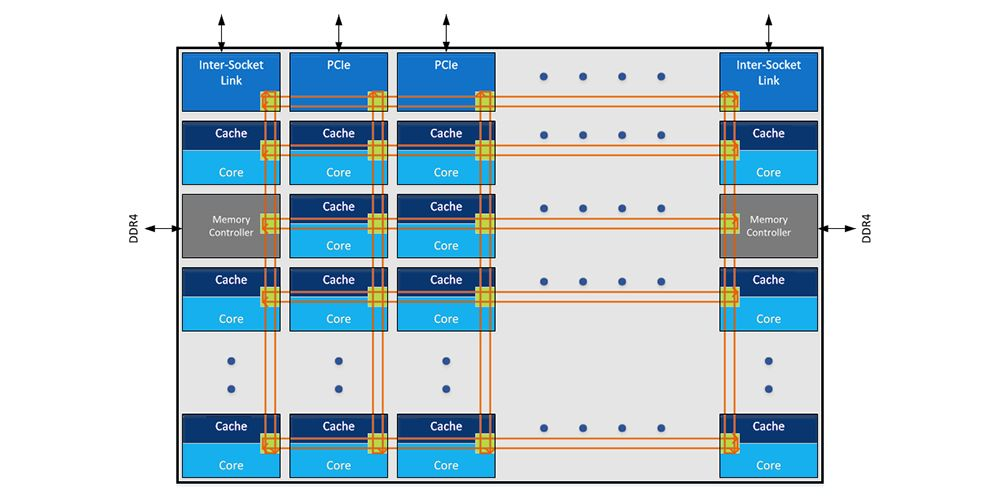 Inter-Socket
Link
PCIe
PCIe
Inter-Socket
Link
Cache
Core
Cache
Core
Cache
Core
Cache
Core
DDR4
Memory
Controller
Cache
Core
Cache
Core
Memory
Controller
DDR4
Cache
Core
Cache
Core
Cache
Core
Cache
Core
Cache
Core
Cache
Core
Cache
Core
Cache
Core